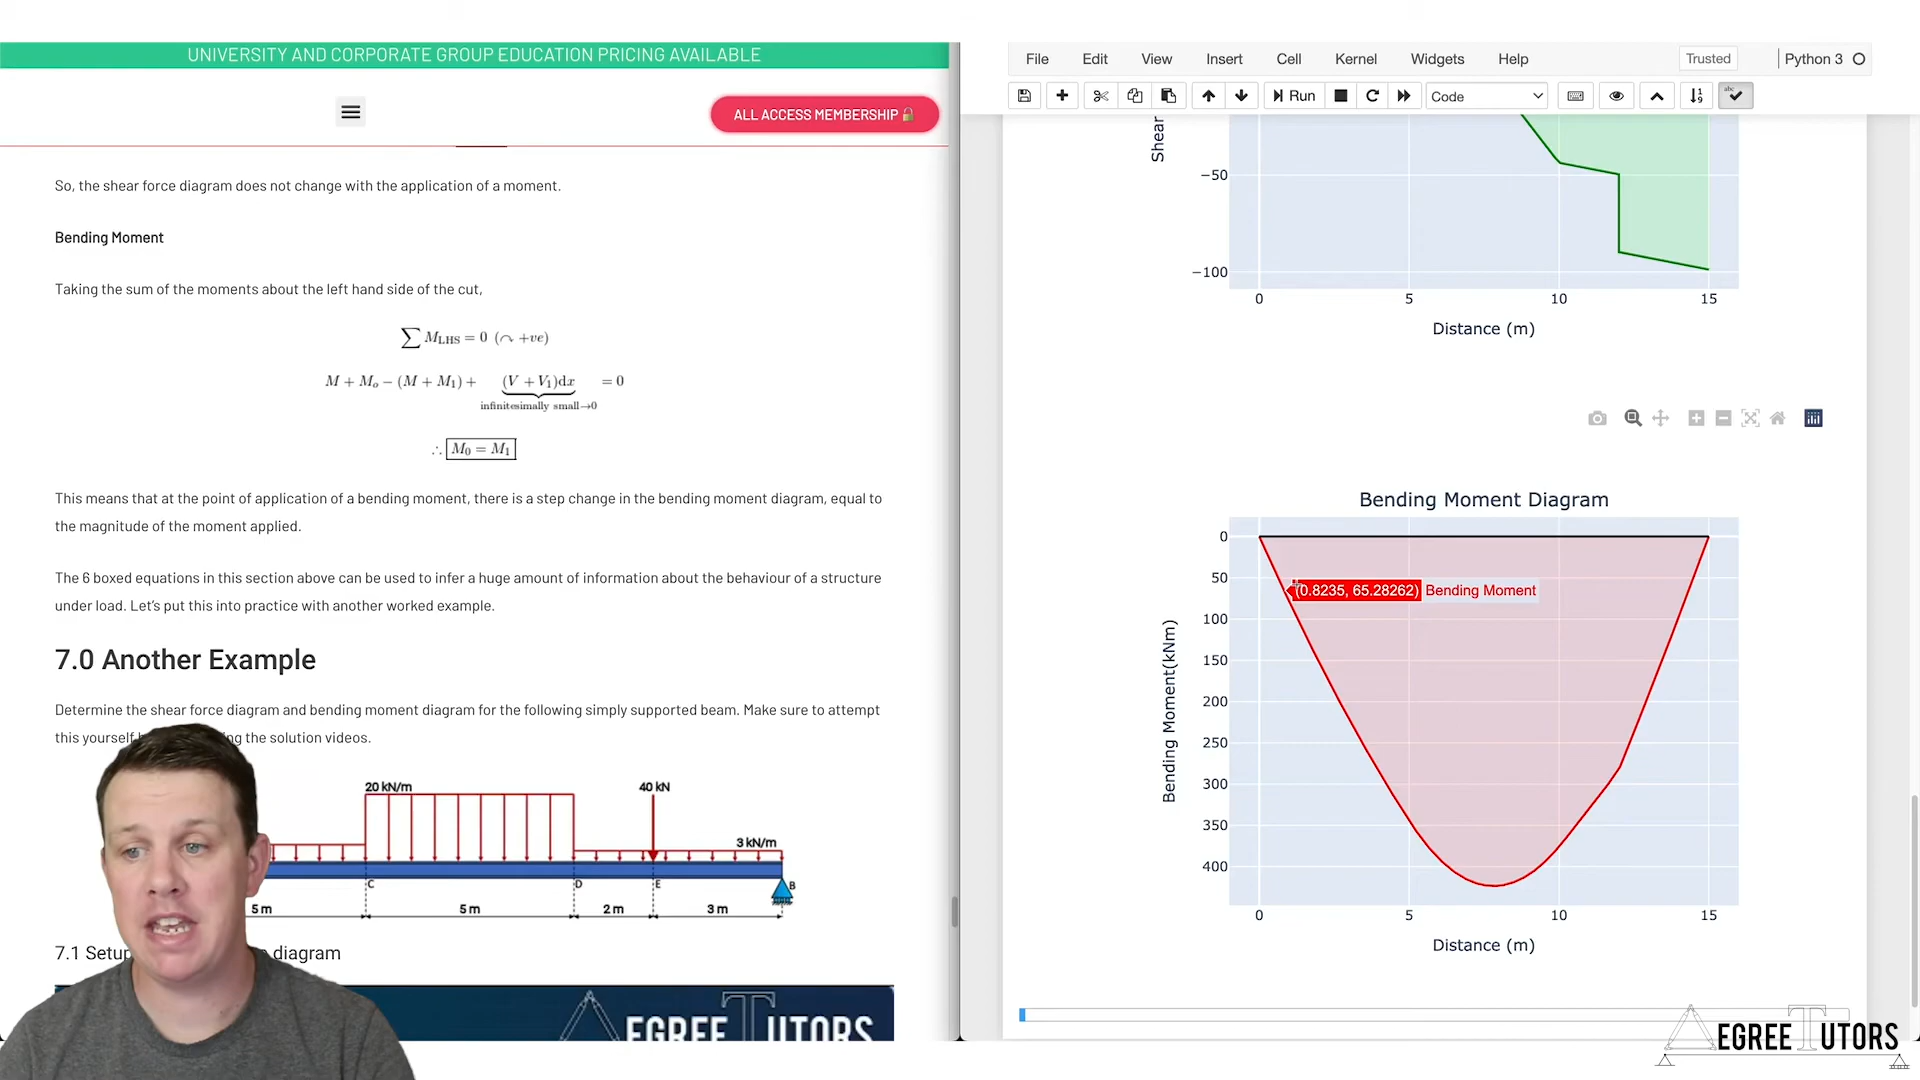 UNIVERSITY AND CORPORATE GROUP EDUCATION PRICING AVAILABLE
ALL ACCESS MEMBERSHIP
So, the shear force diagram does not change with the application of a moment.
Bending Moment
Taking the sum of the moments about the left hand side of the cut,
∑ M_LHS = 0 (↷ +ve)
M + M_o − (M + M_1) + (V + V_1)dx = 0
infinitesimally small→0
∴ M_0 = M_1
This means that at the point of application of a bending moment, there is a step change in the bending moment diagram, equal to
the magnitude of the moment applied.
The 6 boxed equations in this section above can be used to infer a huge amount of information about the behaviour of a structure
under load. Let's put this into practice with another worked example.
7.0 Another Example
Determine the shear force diagram and bending moment diagram for the following simply supported beam. Make sure to attempt
this yourself the solution videos.
20 kN/m
40 kN
3 kN/m
C
D
E
B
5 m
5 m
2 m
3 m
7.1 Setup diagram
EGREE TUTORS
File Edit View Insert Cell Kernel Widgets Help Trusted Python 3
Run Code
Shear
−50
−100
0 5 10 15
Distance (m)
Bending Moment Diagram
Bending Moment(kNm)
0
50
100
150
200
250
300
350
400
(0.8235, 65.28262) Bending Moment
0 5 10 15
Distance (m)
EGREE TUTORS